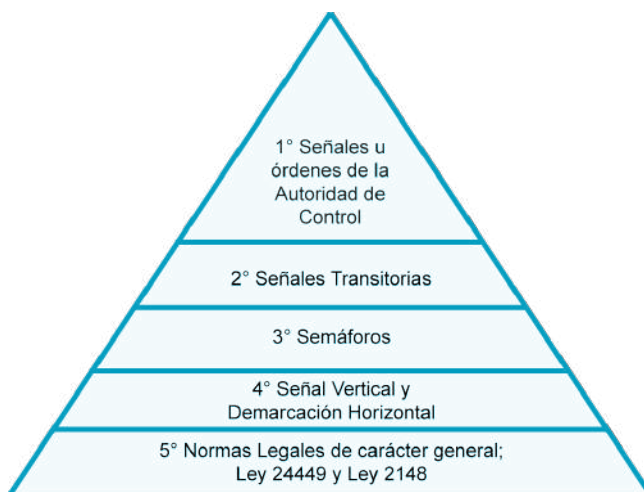 1° Señales u
órdenes de la
Autoridad de
Control
2° Señales Transitorias
3° Semáforos
4° Señal Vertical y
Demarcación Horizontal
5° Normas Legales de carácter general;
Ley 24449 y Ley 2148